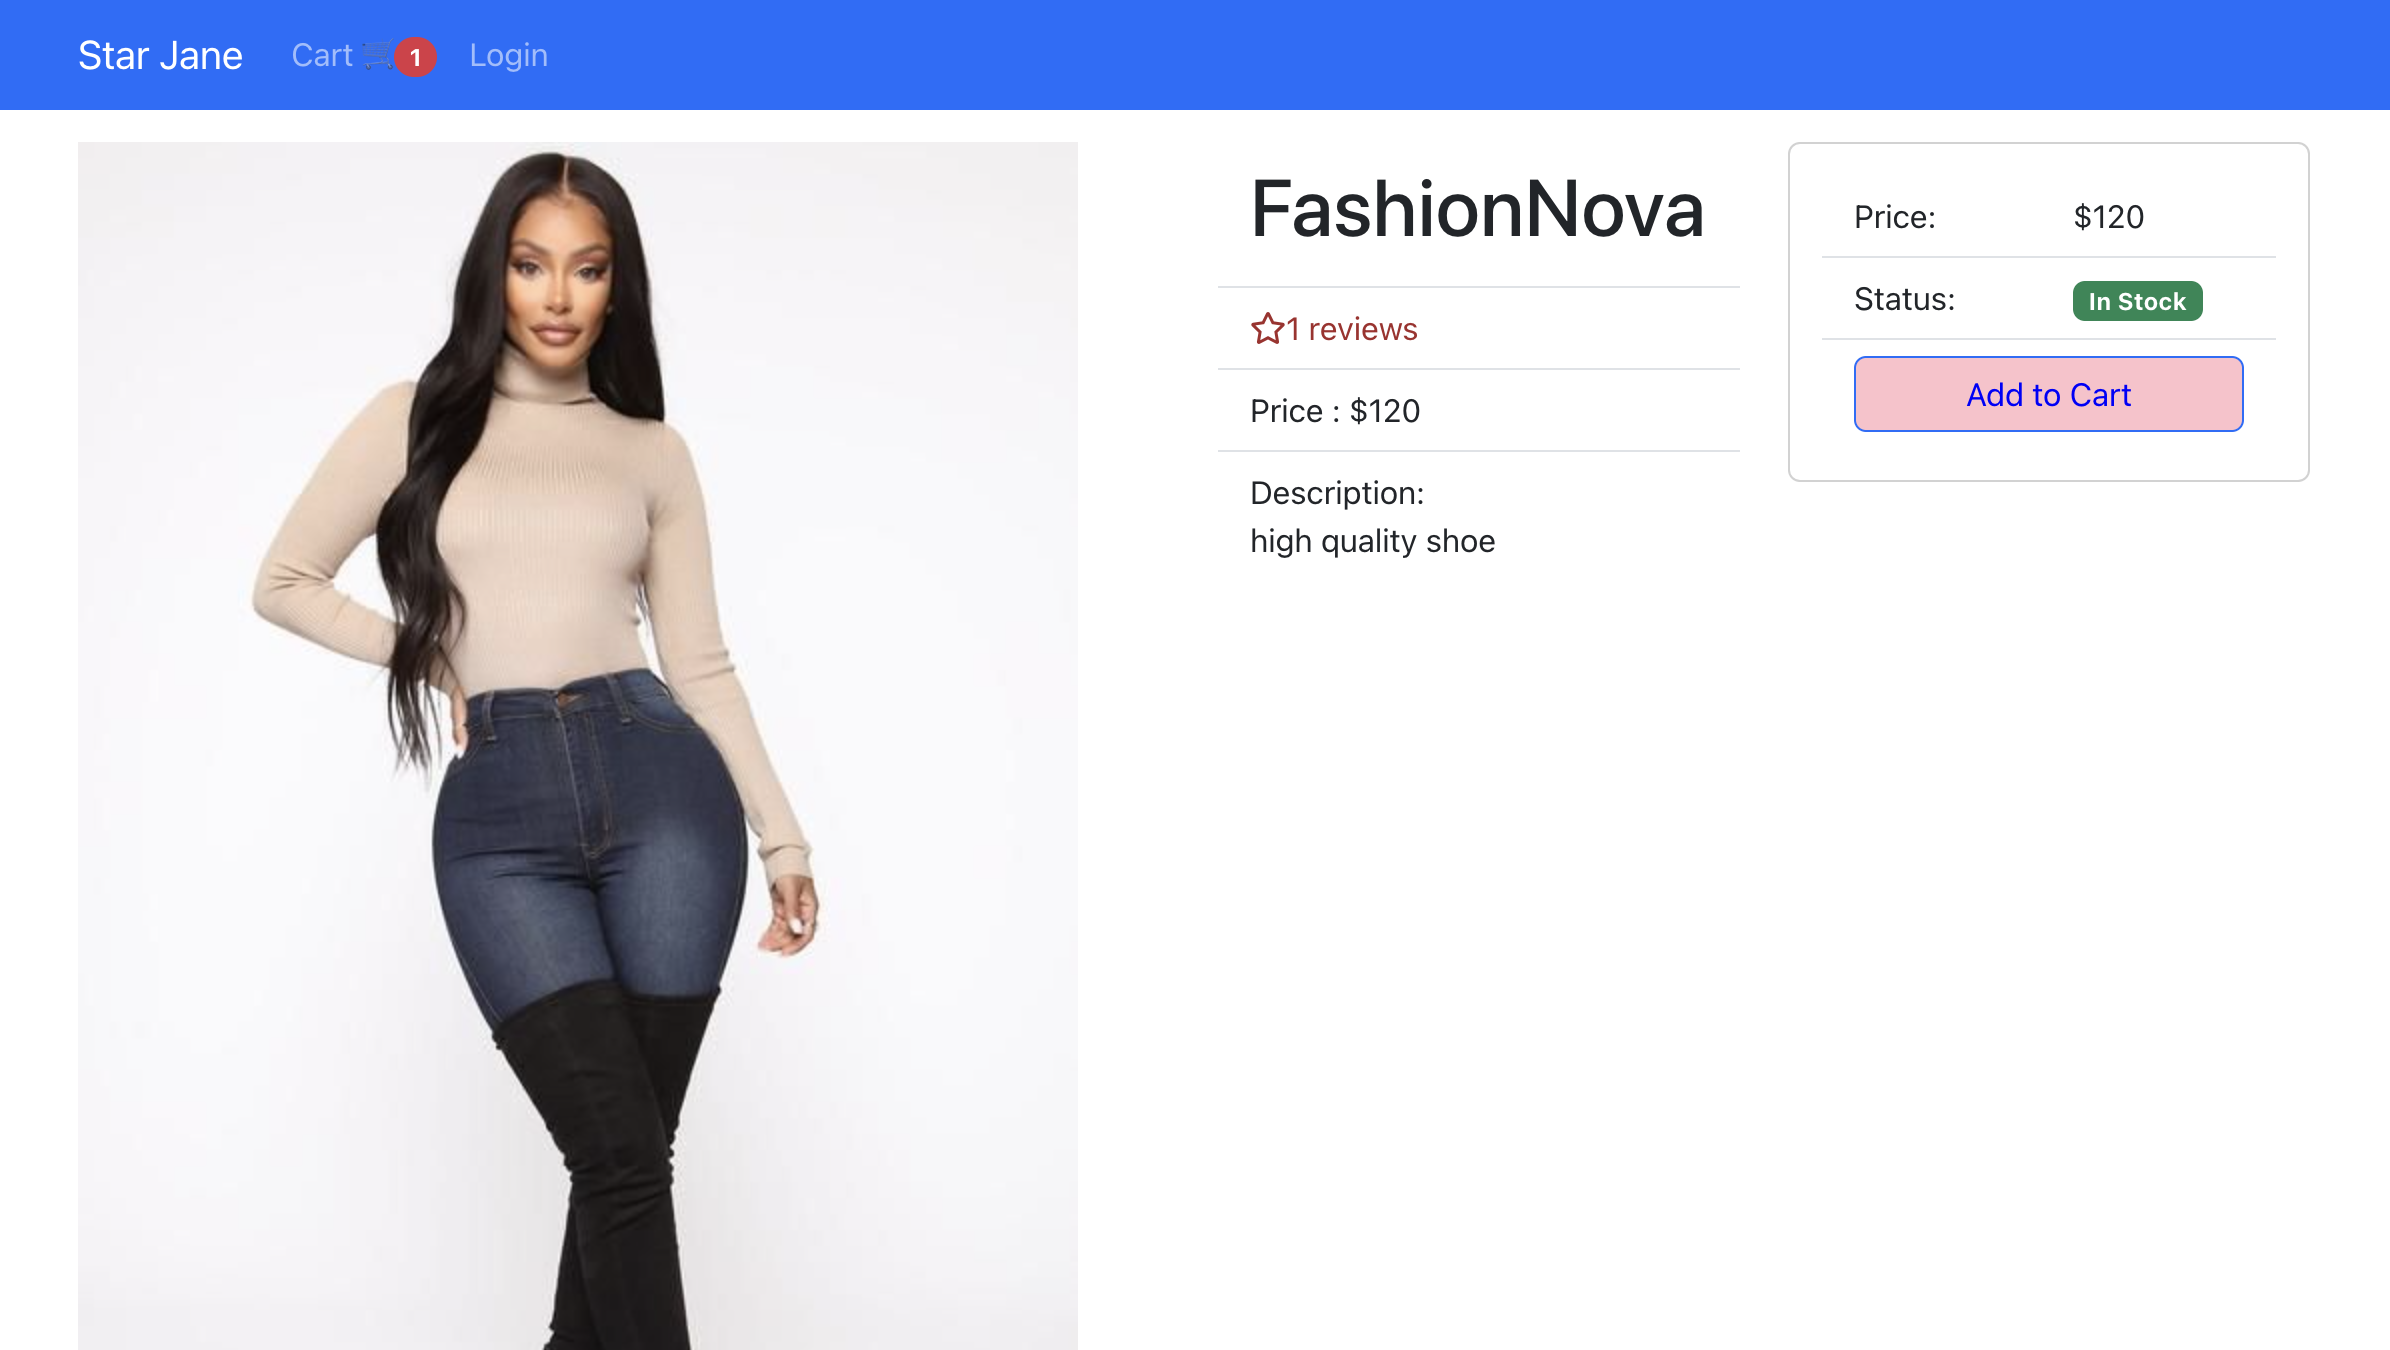 Star Jane Cart 1 Login
FashionNova
1 reviews
Price : $120
Description:
high quality shoe
Price: $120
Status: In Stock
Add to Cart